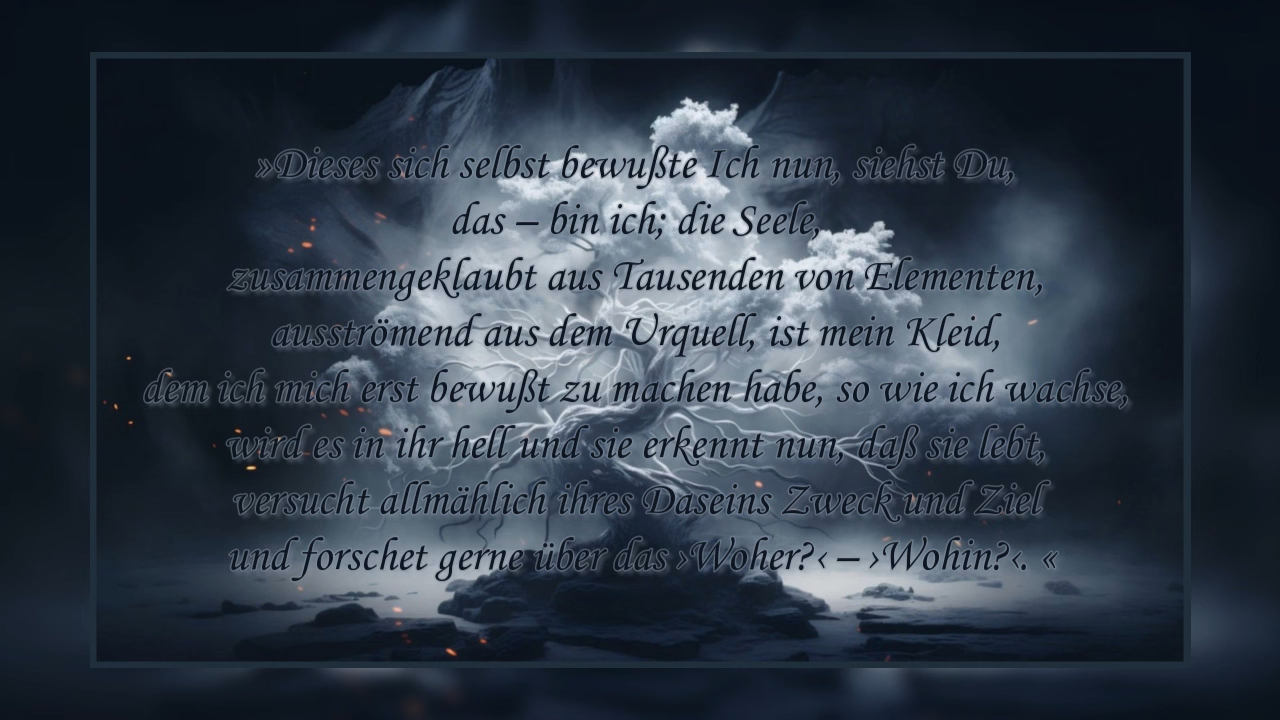 »Dieses sich selbst bewußte Ich nun, siehst Du,
das – bin ich; die Seele,
zusammengeklaubt aus Tausenden von Elementen,
ausströmend aus dem Urquell, ist mein Kleid,
dem ich mich erst bewußt zu machen habe, so wie ich wachse,
wird es in ihr hell und sie erkennt nun, daß sie lebt,
versucht allmählich ihres Daseins Zweck und Ziel
und forschet gerne über das ›Woher?‹ – ›Wohin?‹. «